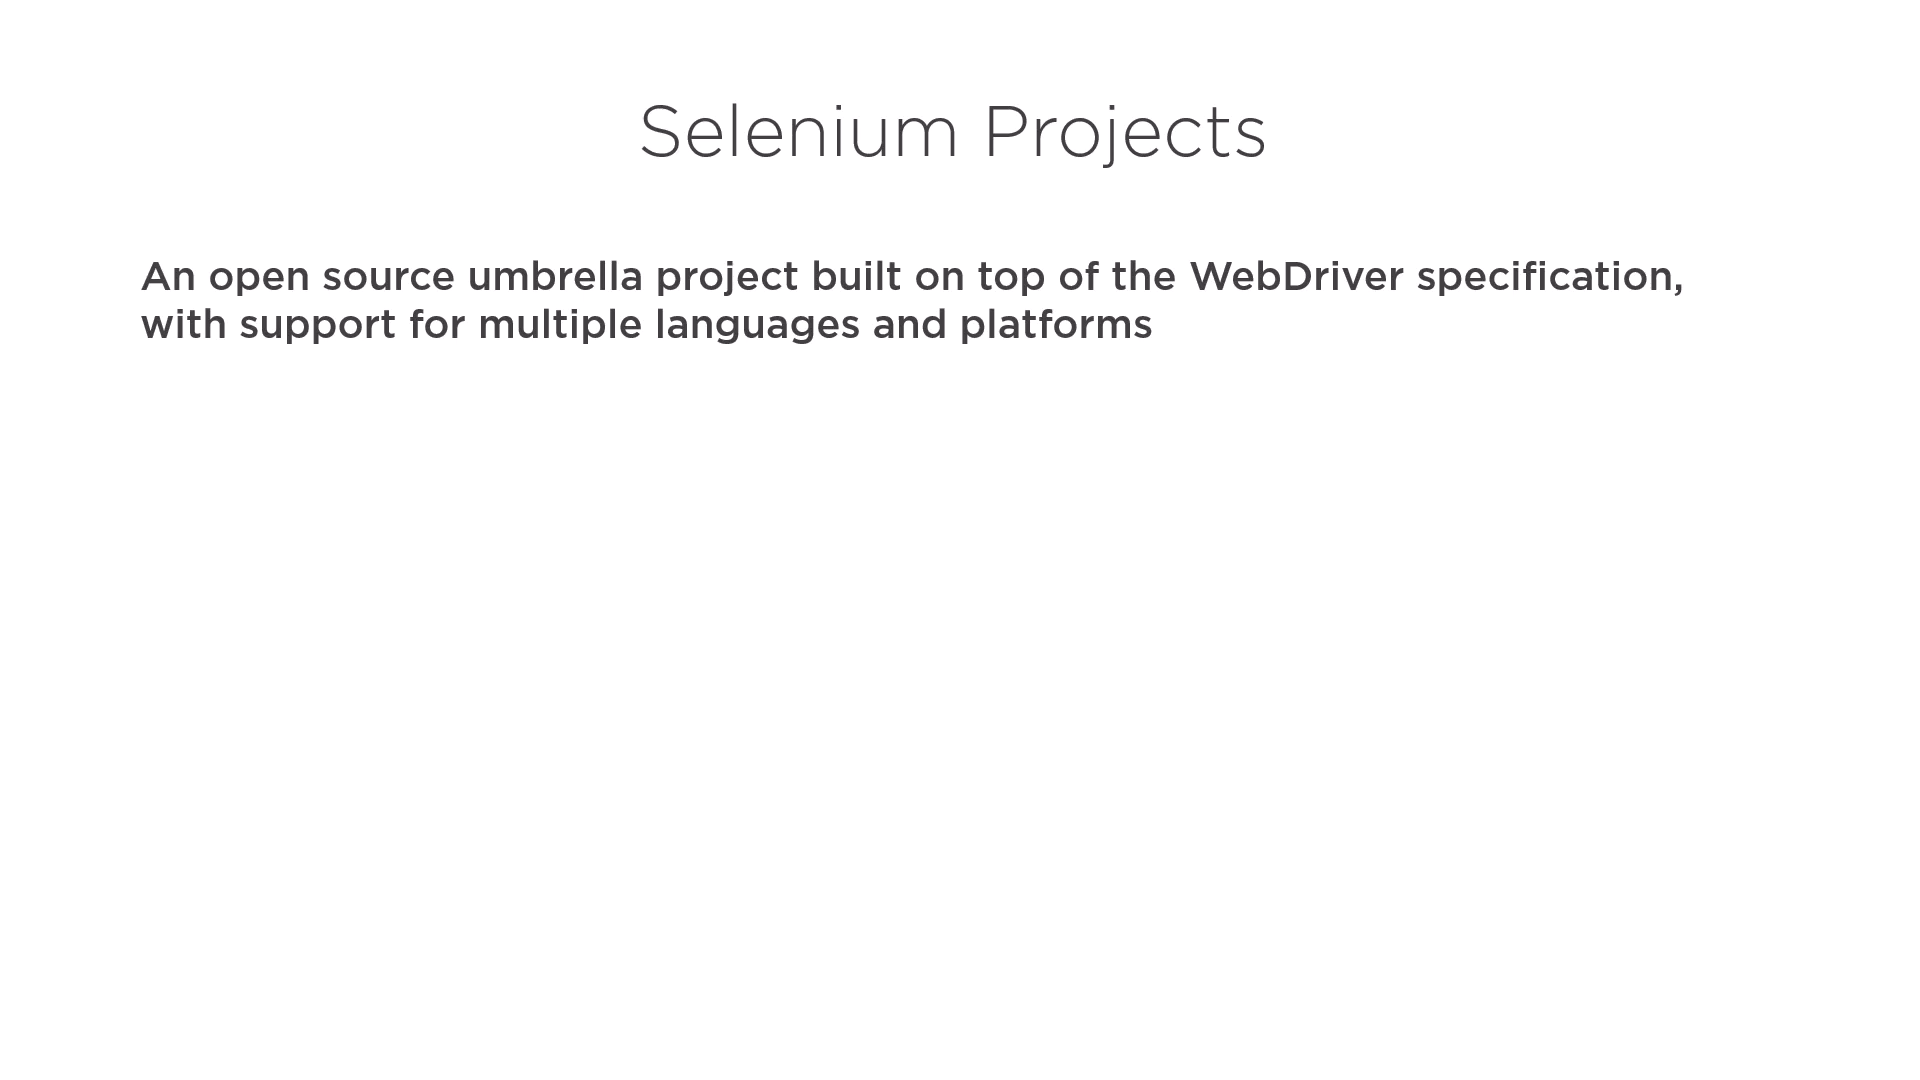 Selenium Projects
An open source umbrella project built on top of the WebDriver specification,
with support for multiple languages and platforms